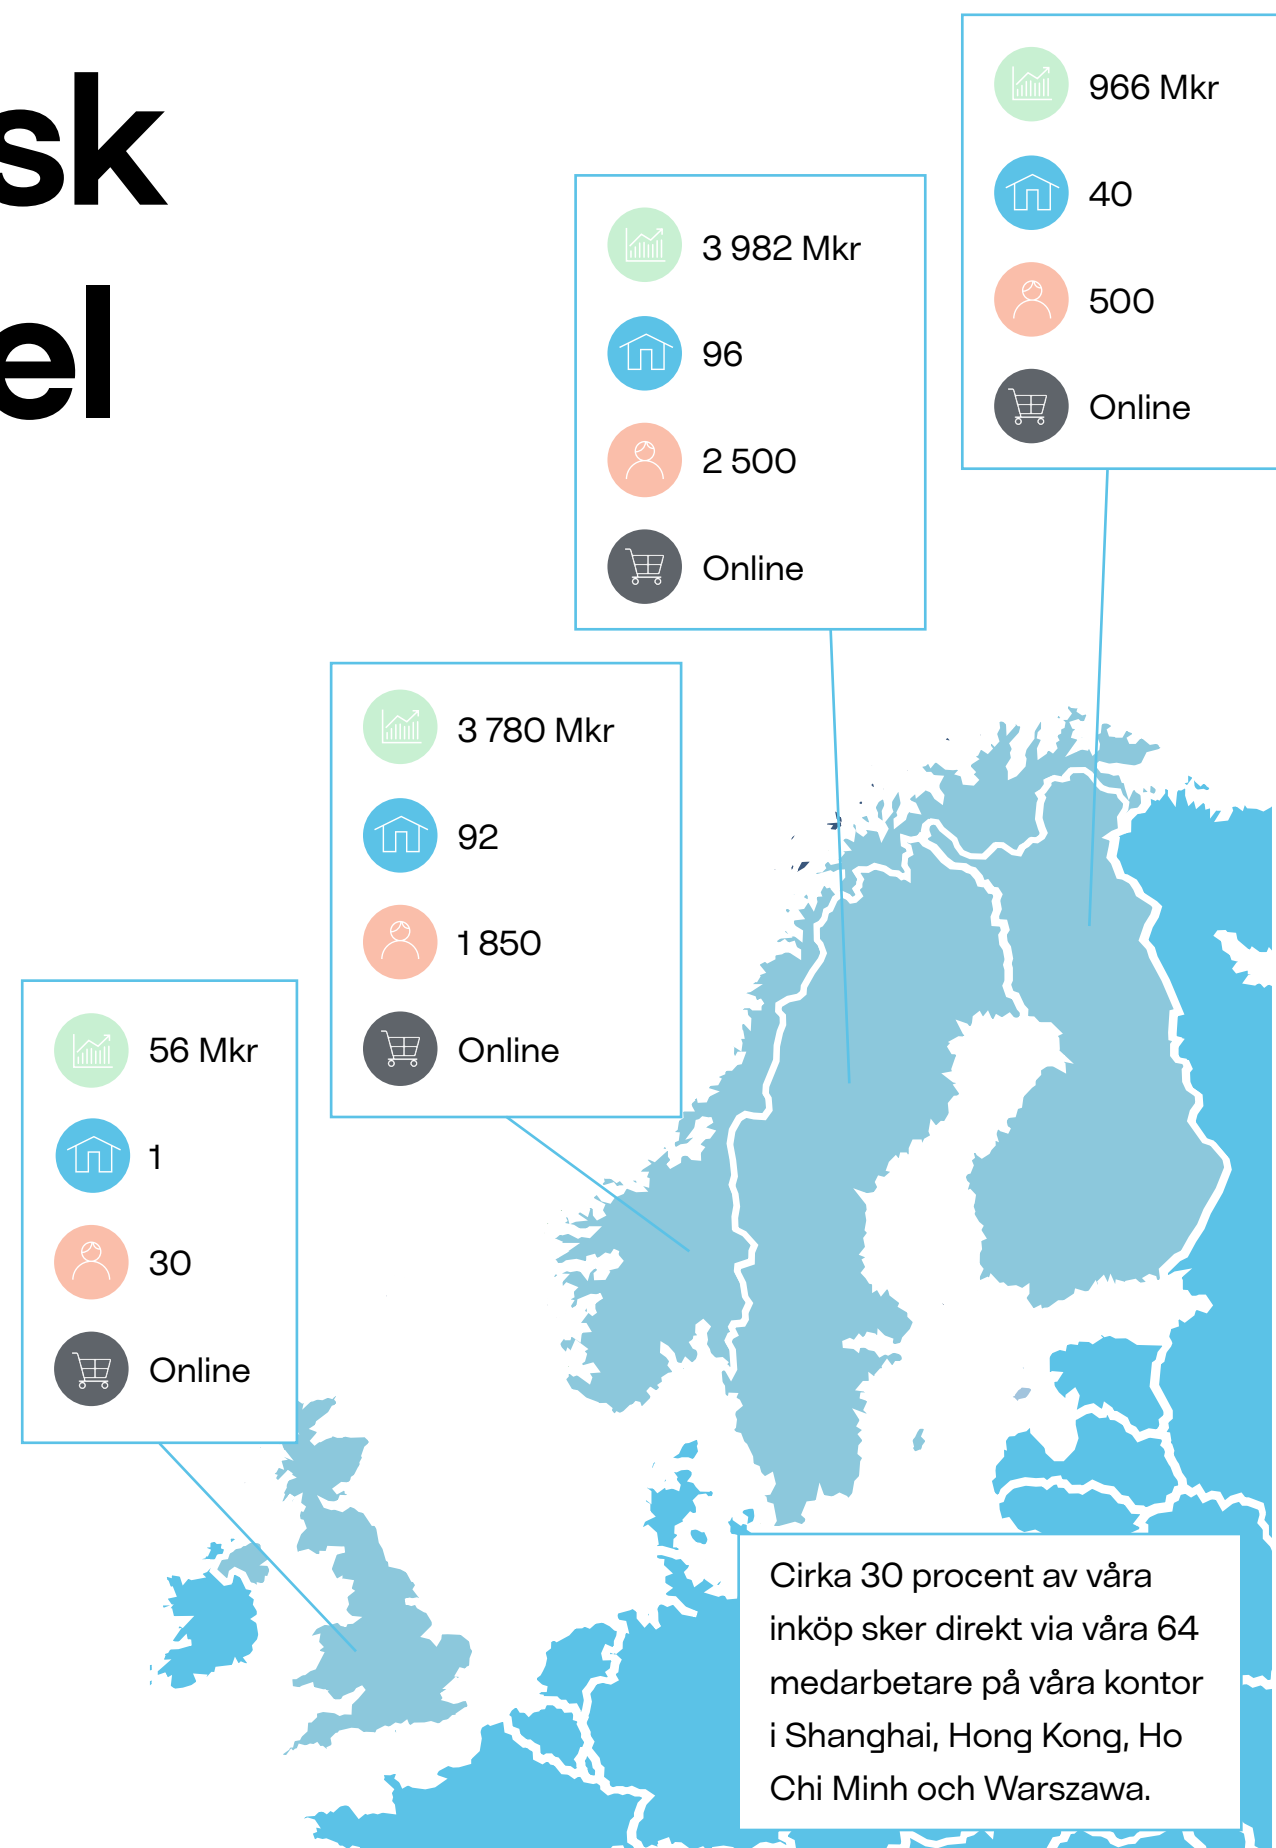 sk
el
966 Mkr
40
500
Online
3 982 Mkr
96
2 500
Online
3 780 Mkr
92
1 850
Online
56 Mkr
1
30
Online
Cirka 30 procent av våra
inköp sker direkt via våra 64
medarbetare på våra kontor
i Shanghai, Hong Kong, Ho
Chi Minh och Warszawa.